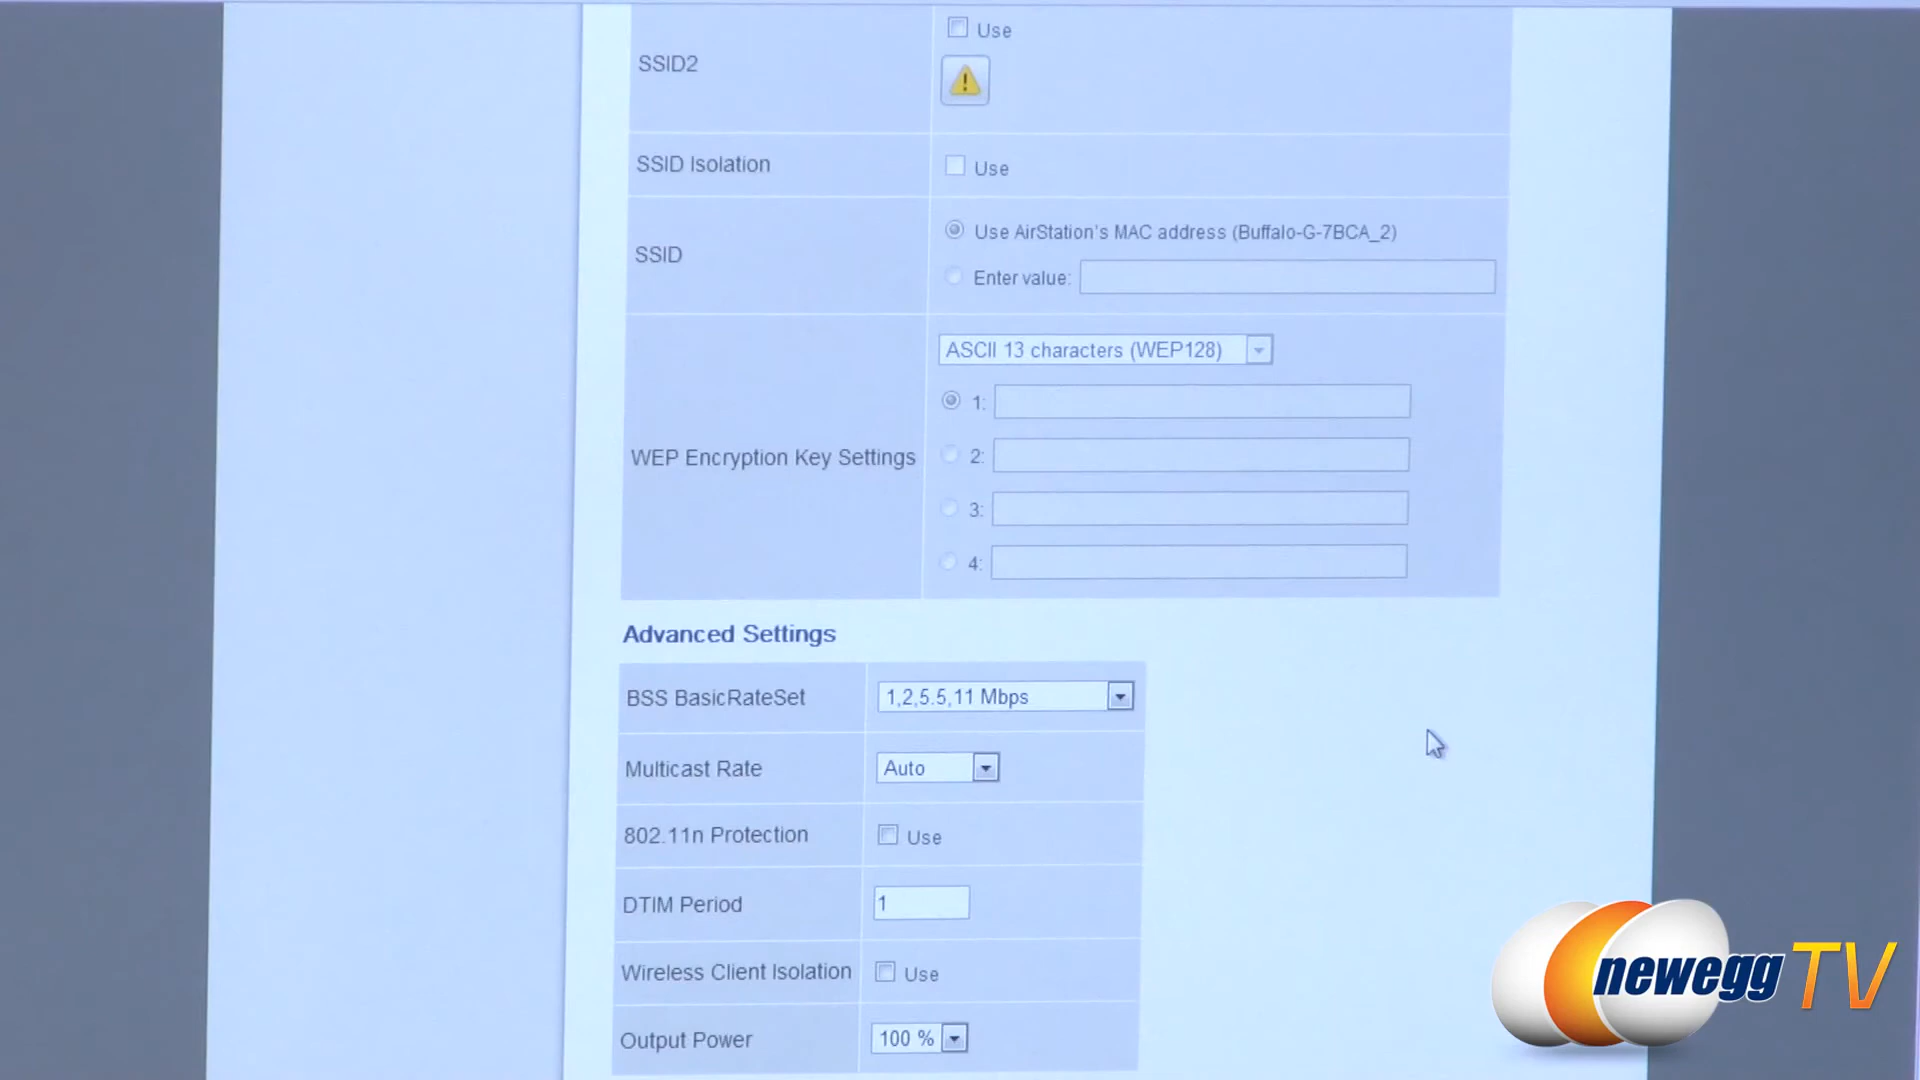 Use
SSID2
SSID Isolation
Use
SSID
Use AirStation's MAC address (Buffalo-G-7BCA_2)
Enter value:
WEP Encryption Key Settings
ASCII 13 characters (WEP128)
1:
2:
3:
4:
Advanced Settings
BSS BasicRateSet
1,2,5.5,11 Mbps
Multicast Rate
Auto
802.11n Protection
Use
DTIM Period
1
Wireless Client Isolation
Use
Output Power
100 %
newegg TV